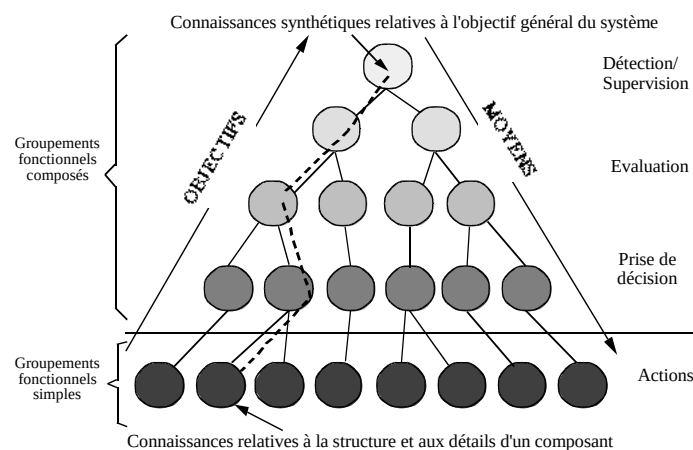 Connaissances synthétiques relatives à l'objectif général du système
Détection/
Supervision
OBJECTIFS
MOYENS
Groupements
fonctionnels
composés
Evaluation
Prise de
décision
Groupements
fonctionnels
simples
Actions
Connaissances relatives à la structure et aux détails d'un composant